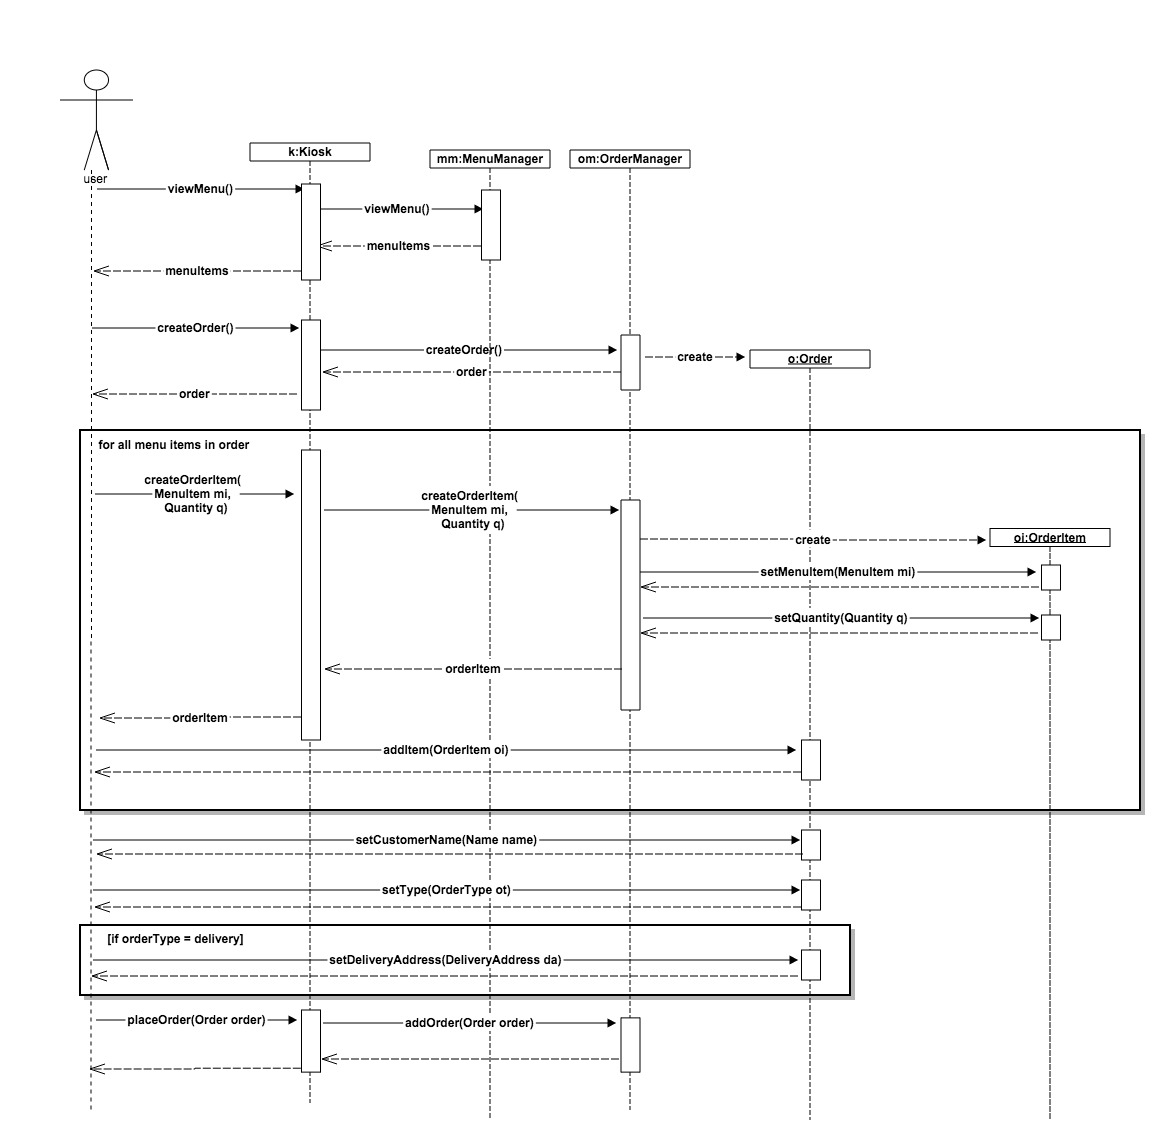 k:Kiosk
mm:MenuManager
om:OrderManager
user
viewMenu()
viewMenu()
menuItems
menuItems
createOrder()
createOrder()
create
o:Order
order
order
for all menu items in order
createOrderItem(
MenuItem mi,
Quantity q)
createOrderItem(
MenuItem mi,
Quantity q)
create
oi:OrderItem
setMenuItem(MenuItem mi)
setQuantity(Quantity q)
orderItem
orderItem
addItem(OrderItem oi)
setCustomerName(Name name)
setType(OrderType ot)
[if orderType = delivery]
setDeliveryAddress(DeliveryAddress da)
placeOrder(Order order)
addOrder(Order order)